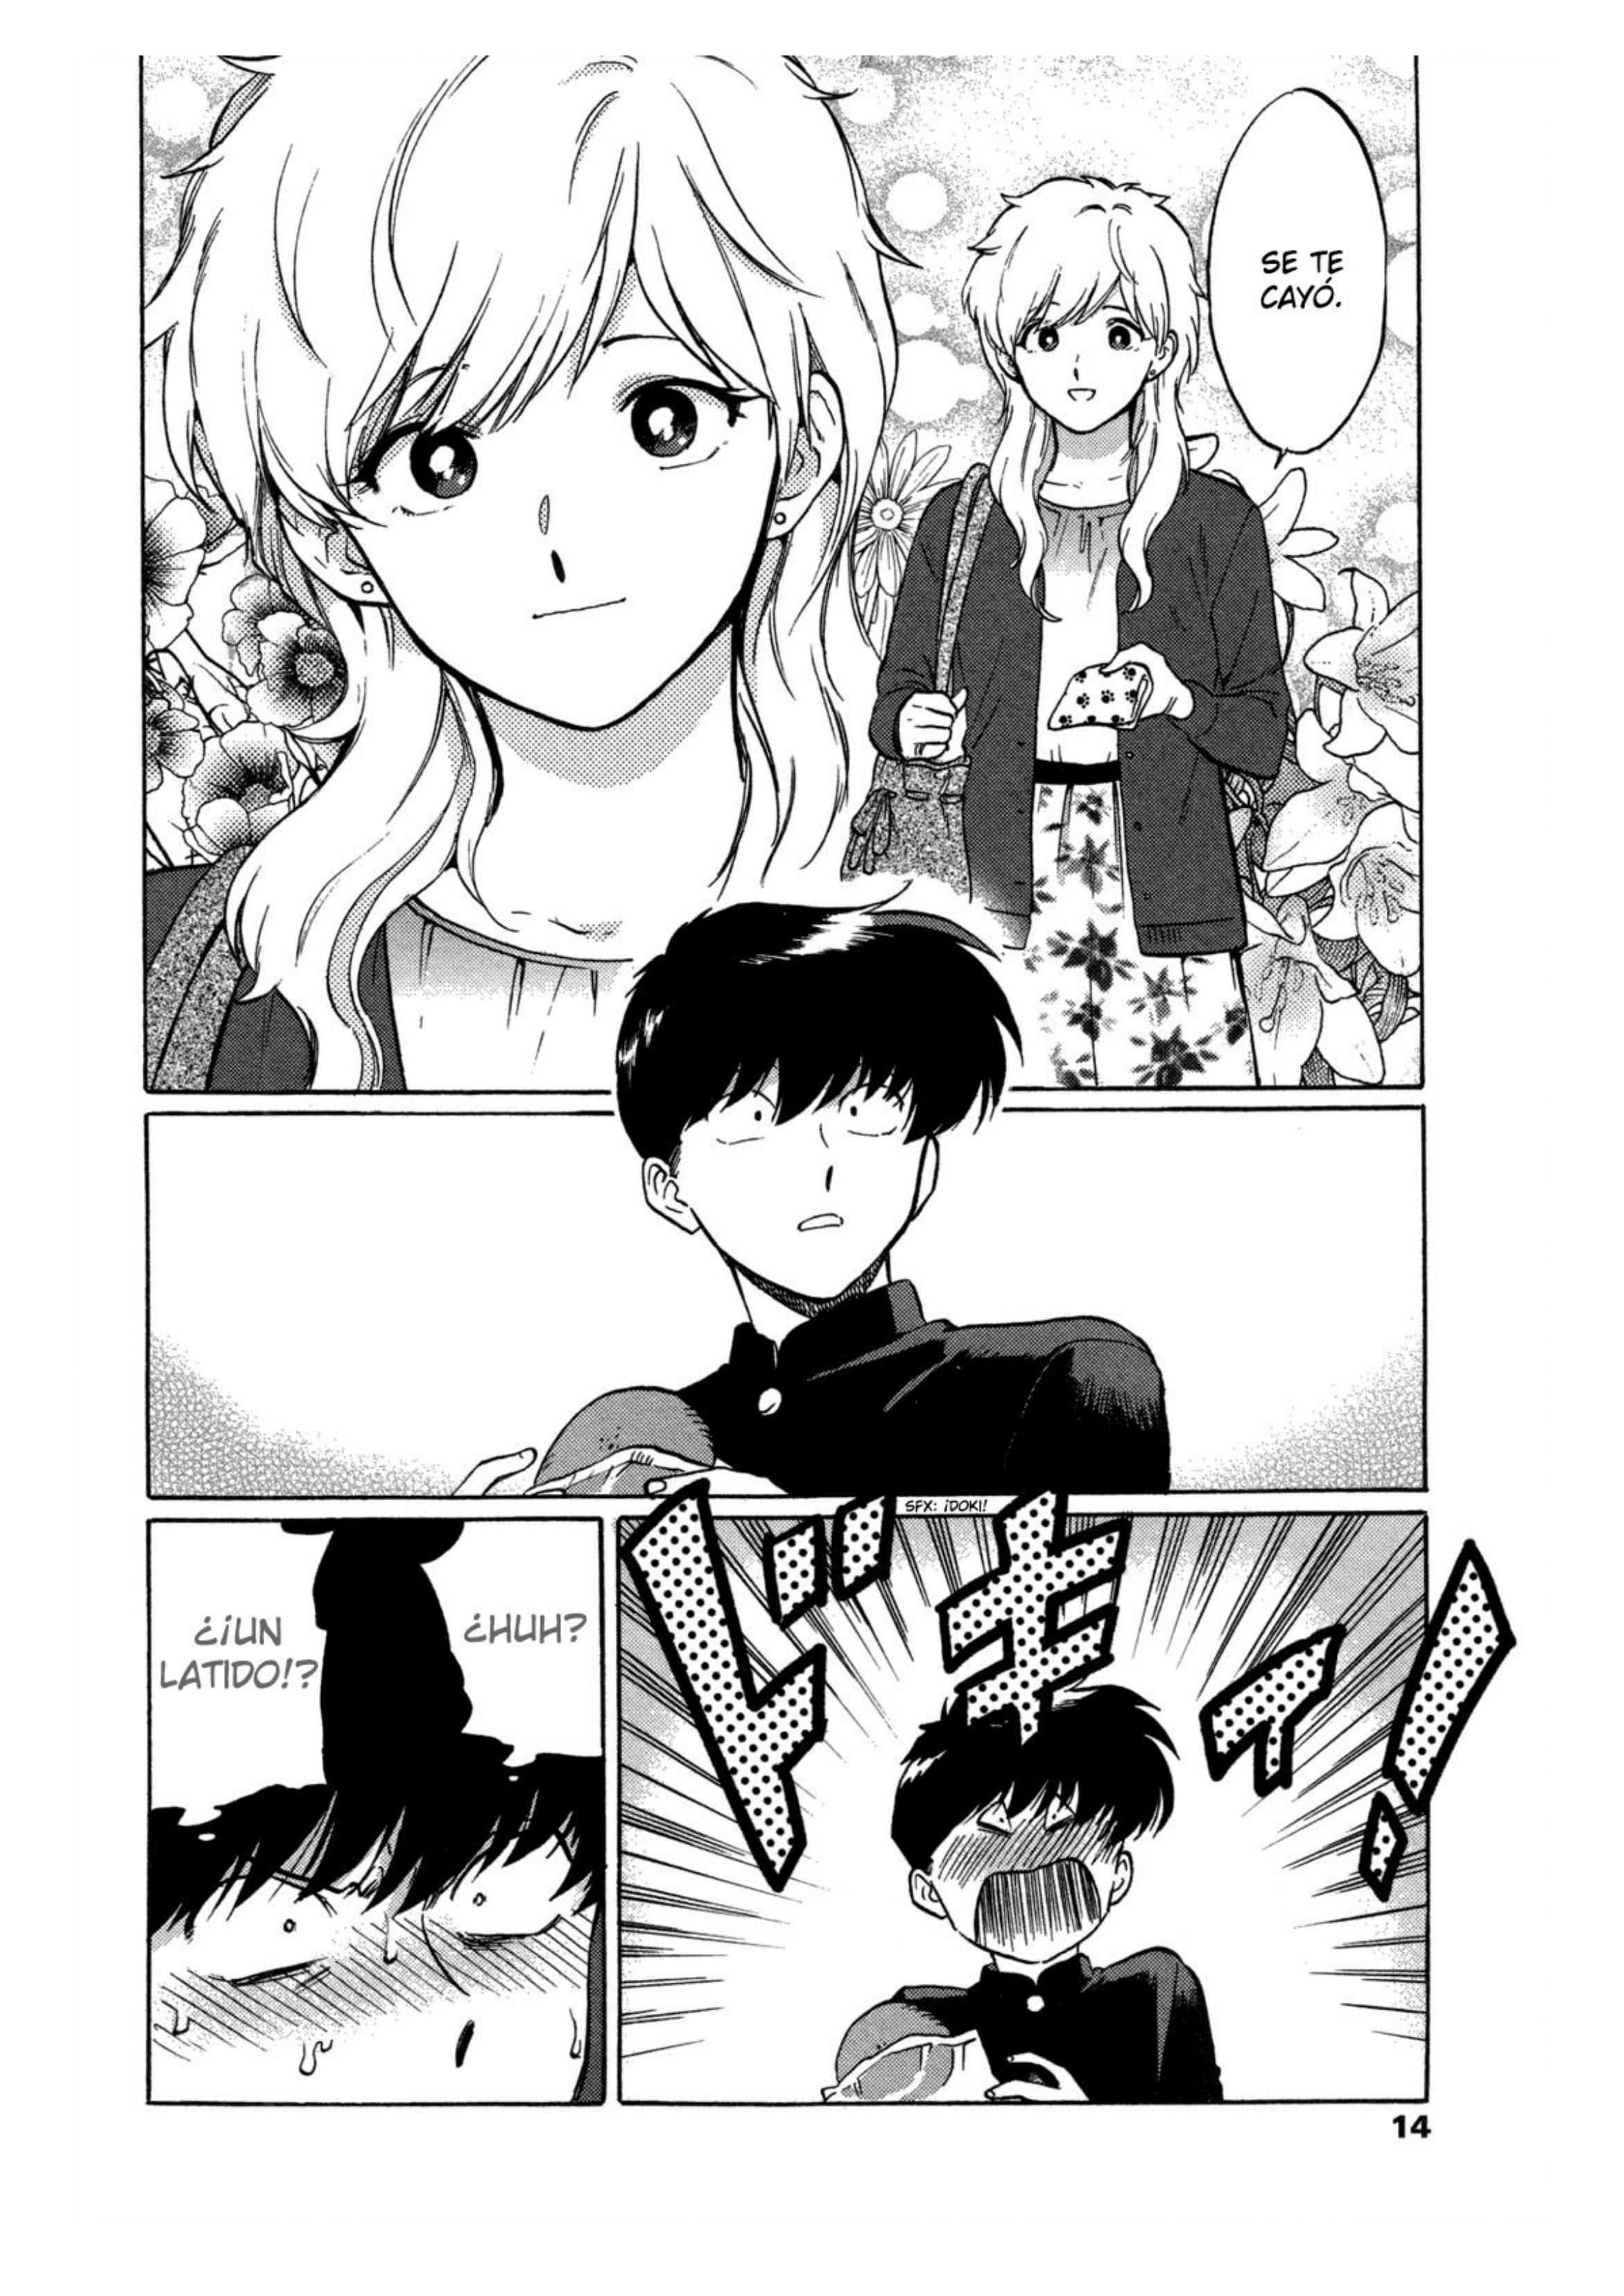 SE TE
CAYÓ.
SFX: ¡DOKI!
ドキィ!
¿HUH?
¿¡UN
LATIDO!?
14